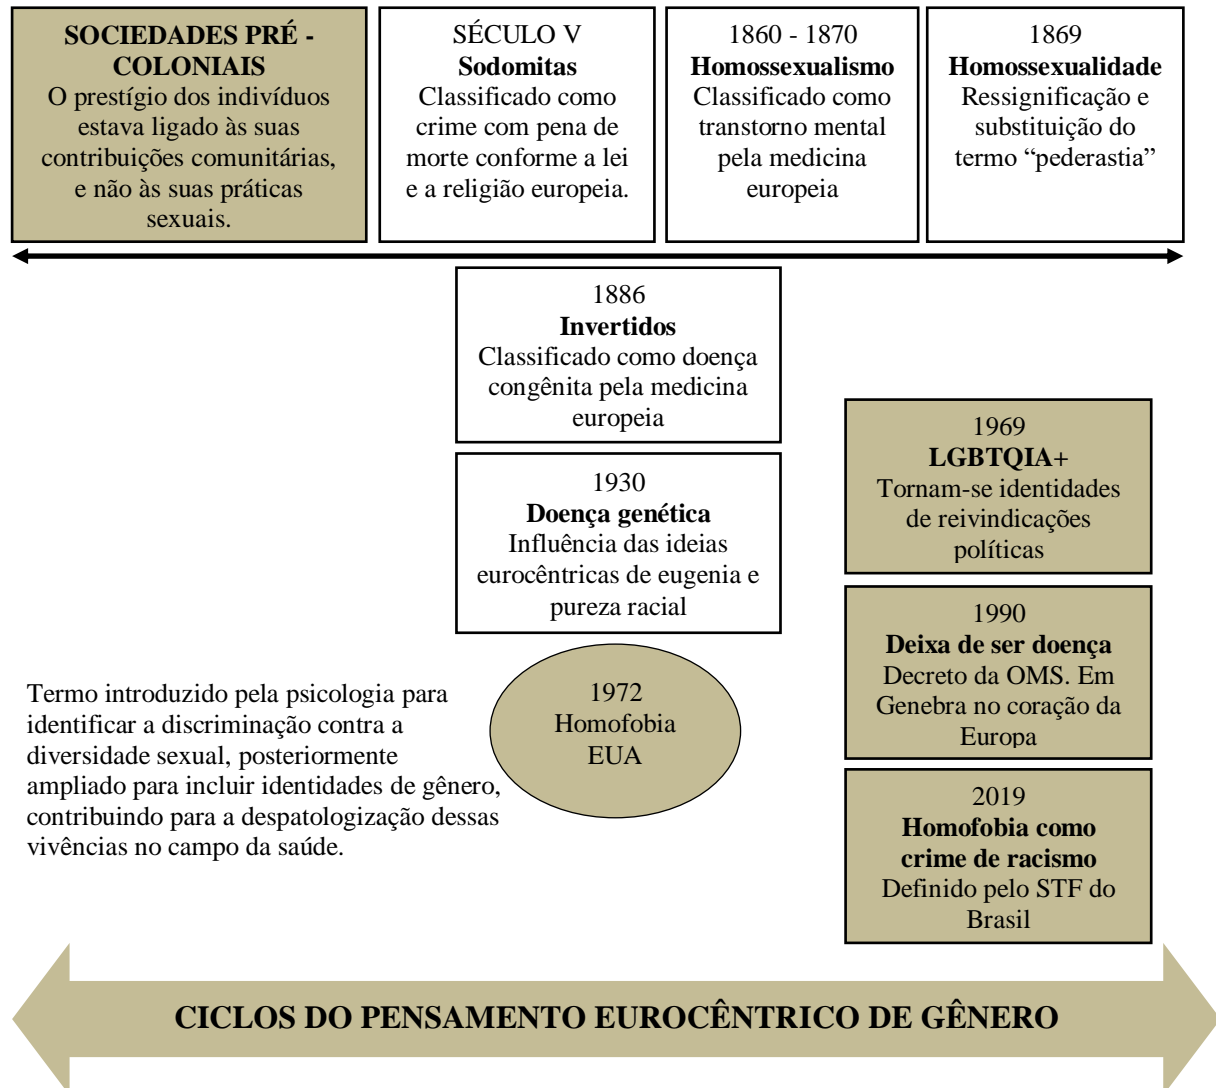 SOCIEDADES PRÉ -
COLONIAIS
O prestígio dos indivíduos
estava ligado às suas
contribuições comunitárias,
e não às suas práticas
sexuais.
SÉCULO V
Sodomitas
Classificado como
crime com pena de
morte conforme a lei
e a religião europeia.
1860 - 1870
Homossexualismo
Classificado como
transtorno mental
pela medicina
europeia
1869
Homossexualidade
Ressignificação e
substituição do
termo “pederastia”
1886
Invertidos
Classificado como doença
congênita pela medicina
europeia
1930
Doença genética
Influência das ideias
eurocêntricas de eugenia e
pureza racial
1969
LGBTQIA+
Tornam-se identidades
de reivindicações
políticas
1990
Deixa de ser doença
Decreto da OMS. Em
Genebra no coração da
Europa
Termo introduzido pela psicologia para
identificar a discriminação contra a
diversidade sexual, posteriormente
ampliado para incluir identidades de gênero,
contribuindo para a despatologização dessas
vivências no campo da saúde.
1972
Homofobia
EUA
2019
Homofobia como
crime de racismo
Definido pelo STF do
Brasil
CICLOS DO PENSAMENTO EUROCÊNTRICO DE GÊNERO